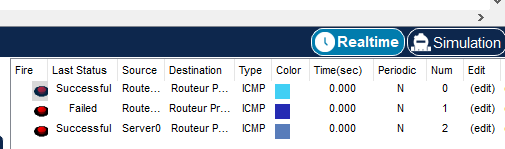 Realtime Simulation
Fire Last Status Source Destination Type Color Time(sec) Periodic Num Edit
Successful Route... Routeur P... ICMP 0.000 N 0 (edit)
Failed Route... Routeur Pr... ICMP 0.000 N 1 (edit)
Successful Server0 Routeur P... ICMP 0.000 N 2 (edit)